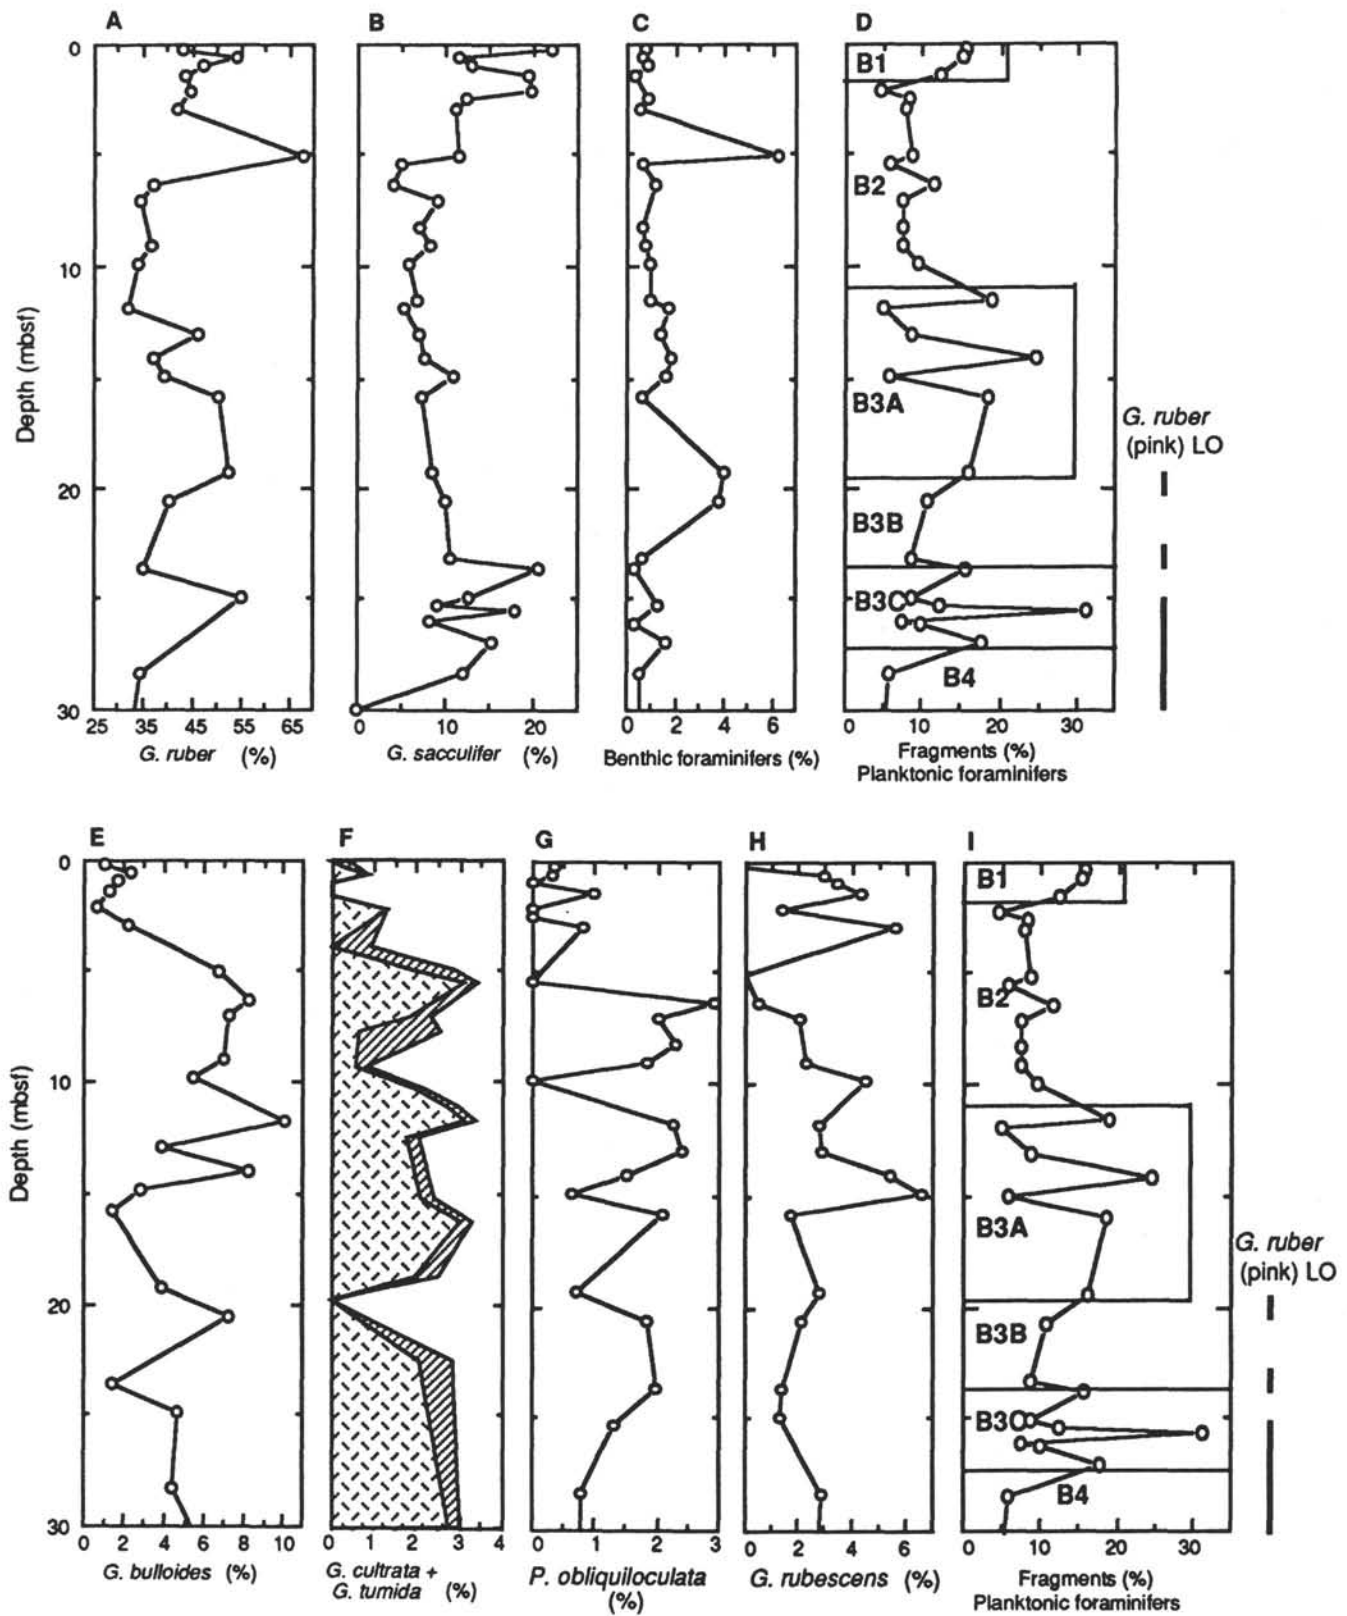 A B C D
0 0 0 0
B1
B2
10
B3A
G. ruber
(pink) LO
Depth (mbsf)
20
B3B
B3C
B4
30
25 35 45 55 65 0 10 20 0 2 4 6 0 10 20 30
G. ruber (%) G. sacculifer (%) Benthic foraminifers (%) Fragments (%)
Planktonic foraminifers
E F G H I
0
B1
B2
10
Depth (mbsf)
B3A
G. ruber
(pink) LO
20
B3B
B3C
B4
30
0 2 4 6 8 10 0 1 2 3 4 0 1 2 3 0 2 4 6 0 10 20 30
G. bulloides (%) G. cultrata + G. tumida (%) P. obliquiloculata (%) G. rubescens (%) Fragments (%)
Planktonic foraminifers